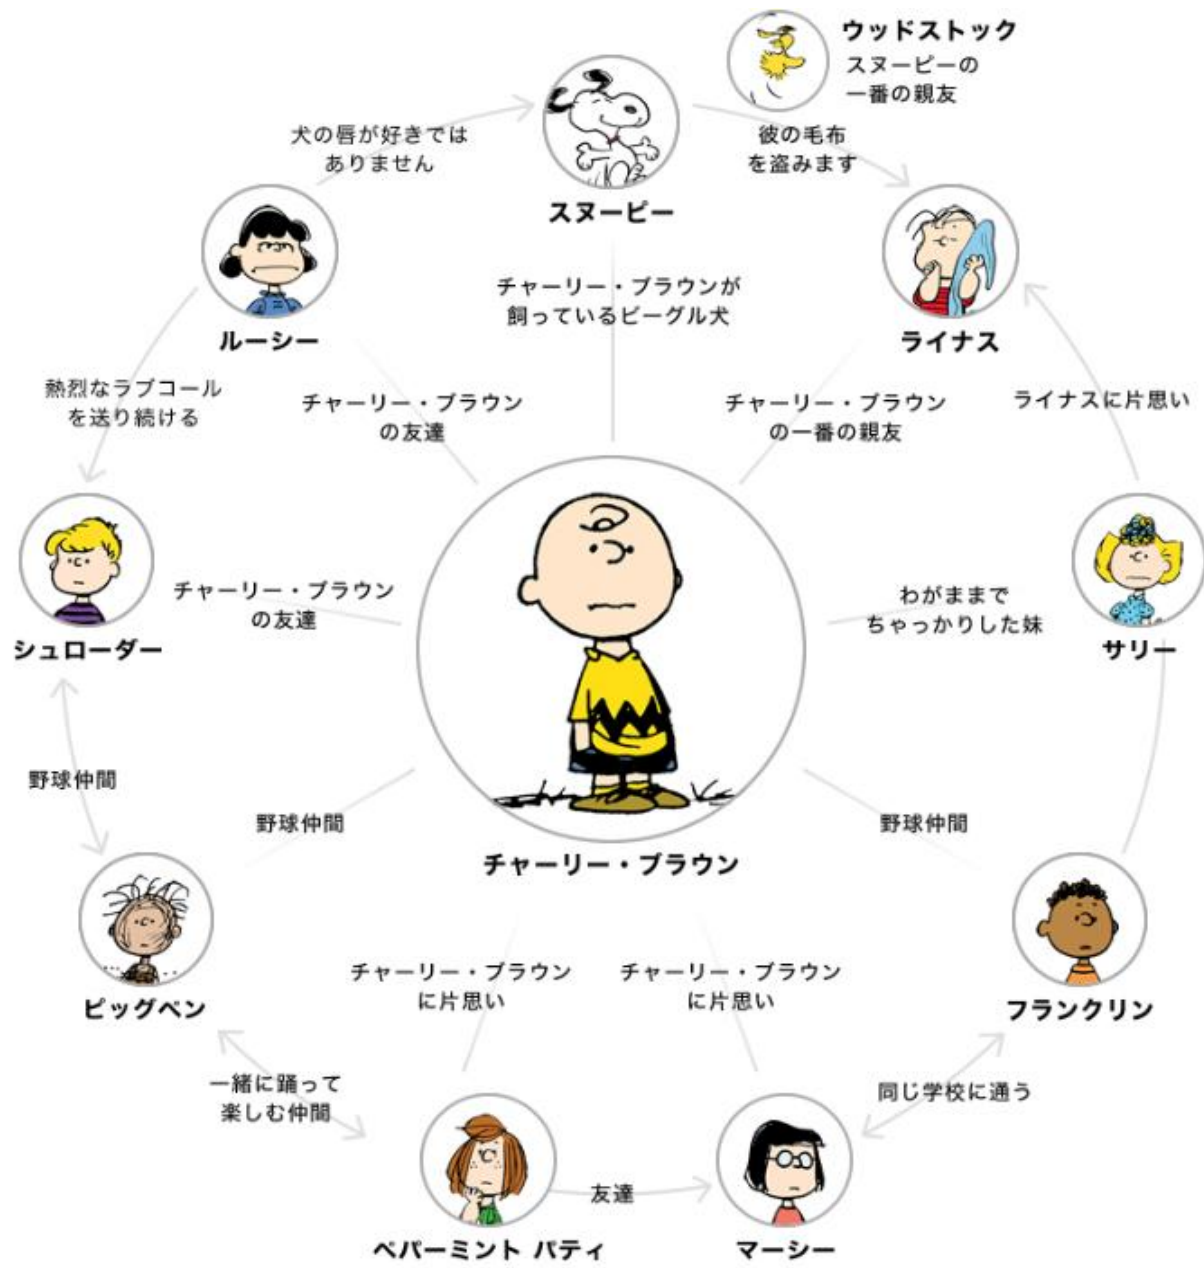 ウッドストック
スヌーピーの
一番の親友
犬の唇が好きでは
ありません
彼の毛布
を盗みます
スヌーピー
ルーシー
チャーリー・ブラウンが
飼っているビーグル犬
ライナス
熱烈なラブコール
を送り続ける
チャーリー・ブラウン
の友達
チャーリー・ブラウン
の一番の親友
ライナスに片思い
シュローダー
チャーリー・ブラウン
の友達
わがままで
ちゃっかりした妹
サリー
野球仲間
野球仲間
野球仲間
チャーリー・ブラウン
ピッグペン
チャーリー・ブラウン
に片思い
チャーリー・ブラウン
に片思い
フランクリン
一緒に踊って
楽しむ仲間
同じ学校に通う
友達
ペパーミント パティ
マーシー